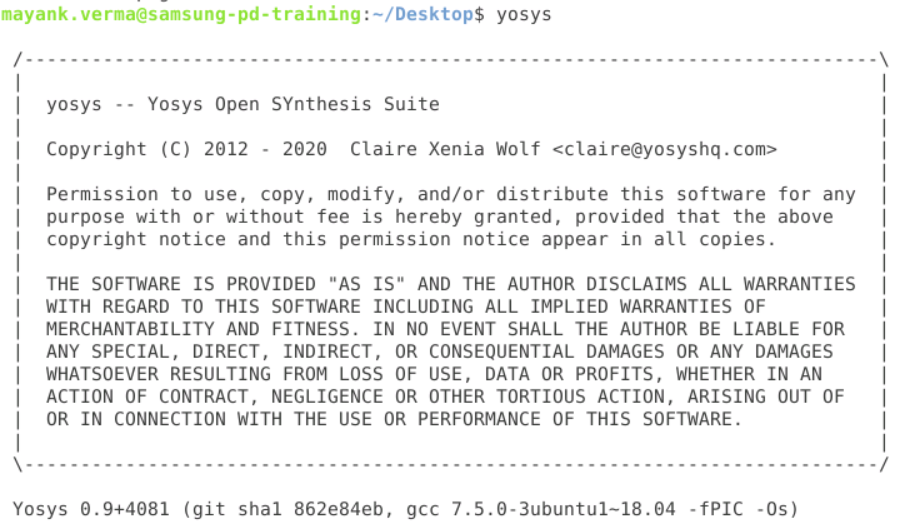 mayank.verma@samsung-pd-training:~/Desktop$ yosys
/----------------------------------------------------------------------------\
|                                                                            |
|  yosys -- Yosys Open SYnthesis Suite                                       |
|                                                                            |
|  Copyright (C) 2012 - 2020  Claire Xenia Wolf <claire@yosyshq.com>         |
|                                                                            |
|  Permission to use, copy, modify, and/or distribute this software for any  |
|  purpose with or without fee is hereby granted, provided that the above    |
|  copyright notice and this permission notice appear in all copies.         |
|                                                                            |
|  THE SOFTWARE IS PROVIDED "AS IS" AND THE AUTHOR DISCLAIMS ALL WARRANTIES  |
|  WITH REGARD TO THIS SOFTWARE INCLUDING ALL IMPLIED WARRANTIES OF          |
|  MERCHANTABILITY AND FITNESS. IN NO EVENT SHALL THE AUTHOR BE LIABLE FOR   |
|  ANY SPECIAL, DIRECT, INDIRECT, OR CONSEQUENTIAL DAMAGES OR ANY DAMAGES    |
|  WHATSOEVER RESULTING FROM LOSS OF USE, DATA OR PROFITS, WHETHER IN AN     |
|  ACTION OF CONTRACT, NEGLIGENCE OR OTHER TORTIOUS ACTION, ARISING OUT OF   |
|  OR IN CONNECTION WITH THE USE OR PERFORMANCE OF THIS SOFTWARE.            |
|                                                                            |
\----------------------------------------------------------------------------/
Yosys 0.9+4081 (git sha1 862e84eb, gcc 7.5.0-3ubuntu1~18.04 -fPIC -Os)